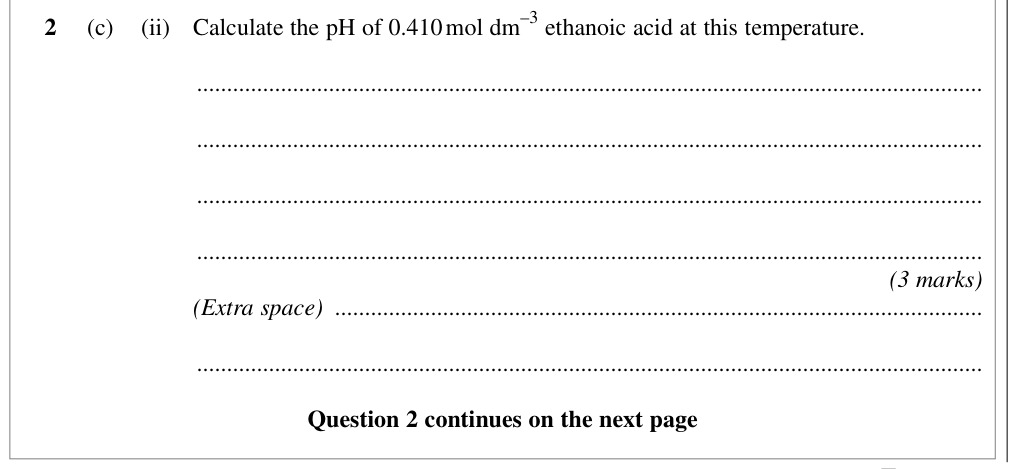 2 (c) (ii) Calculate the pH of 0.410 mol dm⁻³ ethanoic acid at this temperature.
(3 marks)
(Extra space)
Question 2 continues on the next page